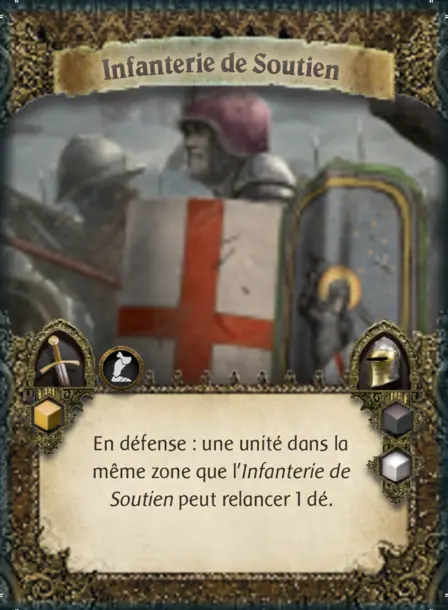 Infanterie de Soutien
En défense : une unité dans la
même zone que l'Infanterie de
Soutien peut relancer 1 dé.